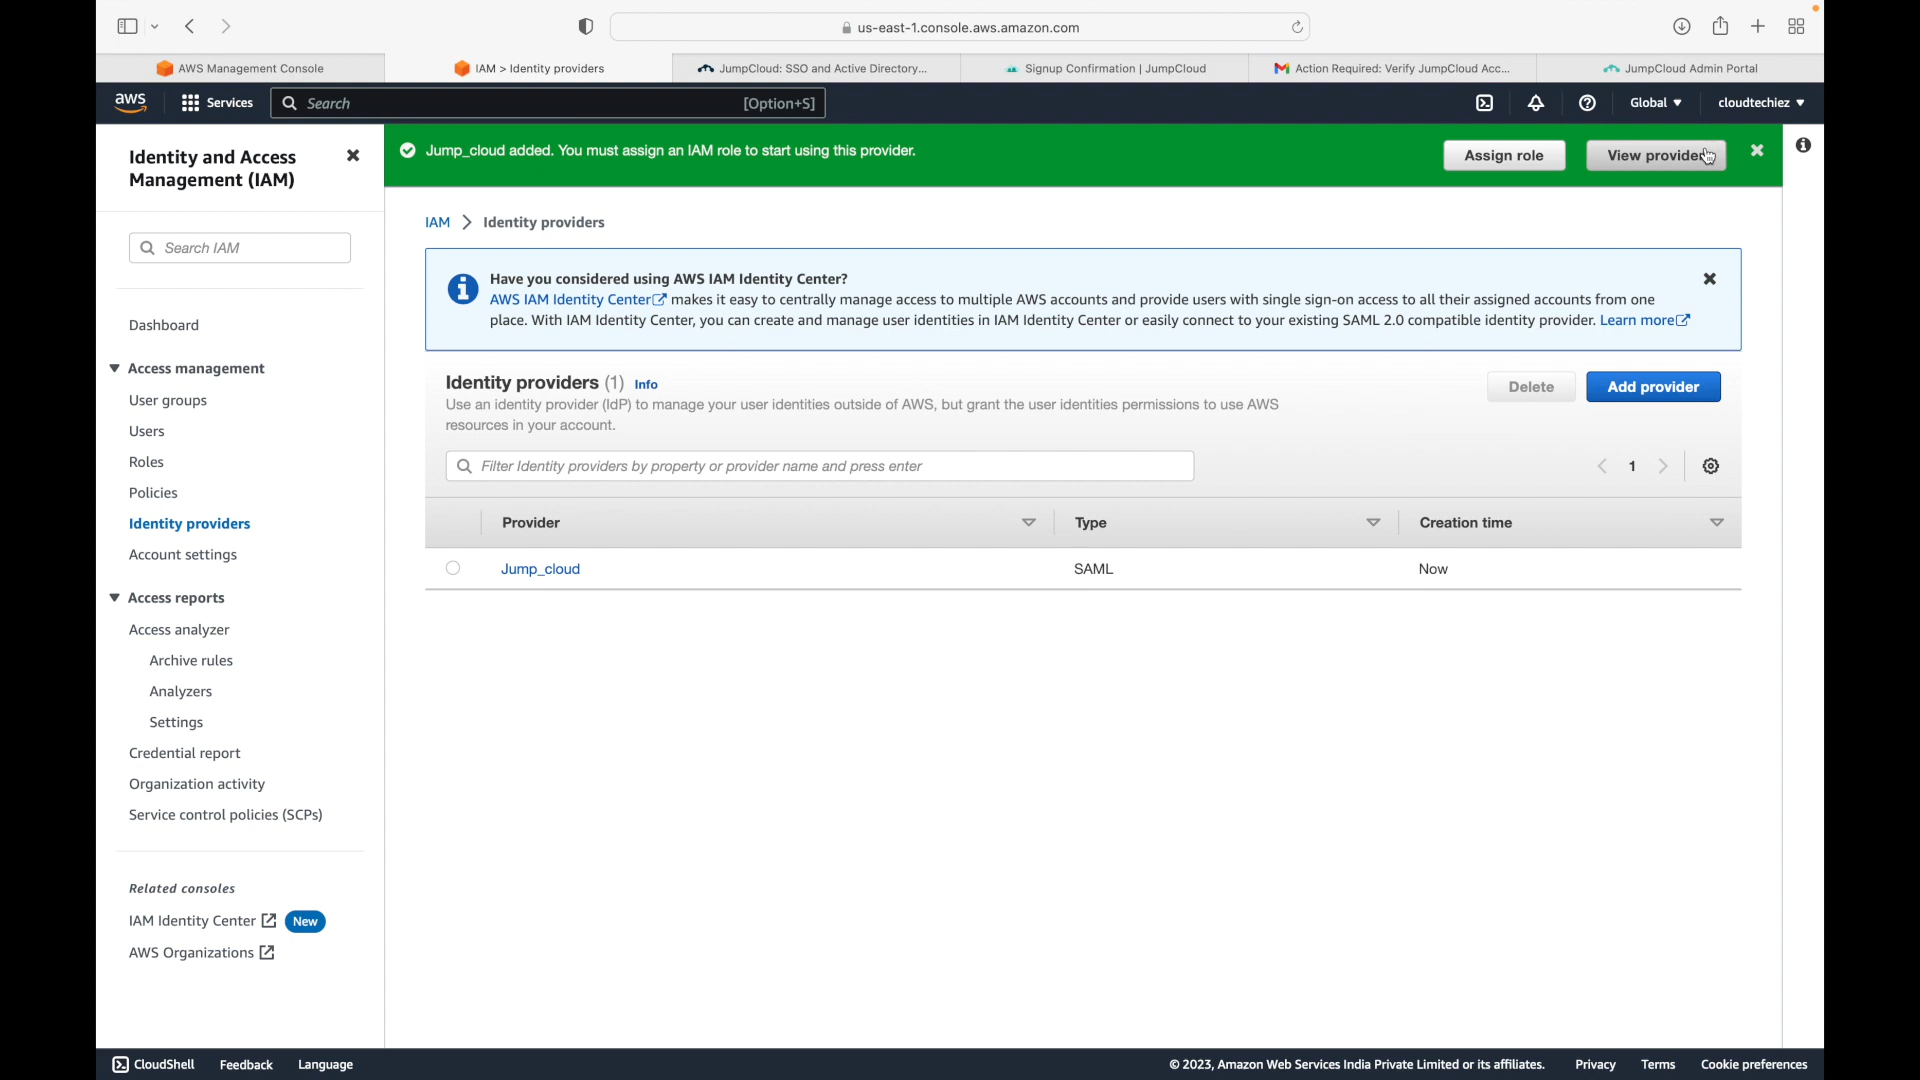 us-east-1.console.aws.amazon.com
AWS Management Console
IAM > Identity providers
JumpCloud: SSO and Active Directory...
Signup Confirmation | JumpCloud
Action Required: Verify JumpCloud Acc...
JumpCloud Admin Portal
aws
Services
Search
[Option+S]
Global
cloudtechiez
Identity and Access
Management (IAM)
Search IAM
Dashboard
Access management
User groups
Users
Roles
Policies
Identity providers
Account settings
Access reports
Access analyzer
Archive rules
Analyzers
Settings
Credential report
Organization activity
Service control policies (SCPs)
Related consoles
IAM Identity Center
New
AWS Organizations
Jump_cloud added. You must assign an IAM role to start using this provider.
Assign role
View provider
IAM > Identity providers
Have you considered using AWS IAM Identity Center?
AWS IAM Identity Center makes it easy to centrally manage access to multiple AWS accounts and provide users with single sign-on access to all their assigned accounts from one
place. With IAM Identity Center, you can create and manage user identities in IAM Identity Center or easily connect to your existing SAML 2.0 compatible identity provider. Learn more
Identity providers (1) Info
Use an identity provider (IdP) to manage your user identities outside of AWS, but grant the user identities permissions to use AWS
resources in your account.
Delete
Add provider
Filter Identity providers by property or provider name and press enter
1
Provider
Type
Creation time
Jump_cloud
SAML
Now
CloudShell
Feedback
Language
© 2023, Amazon Web Services India Private Limited or its affiliates.
Privacy
Terms
Cookie preferences